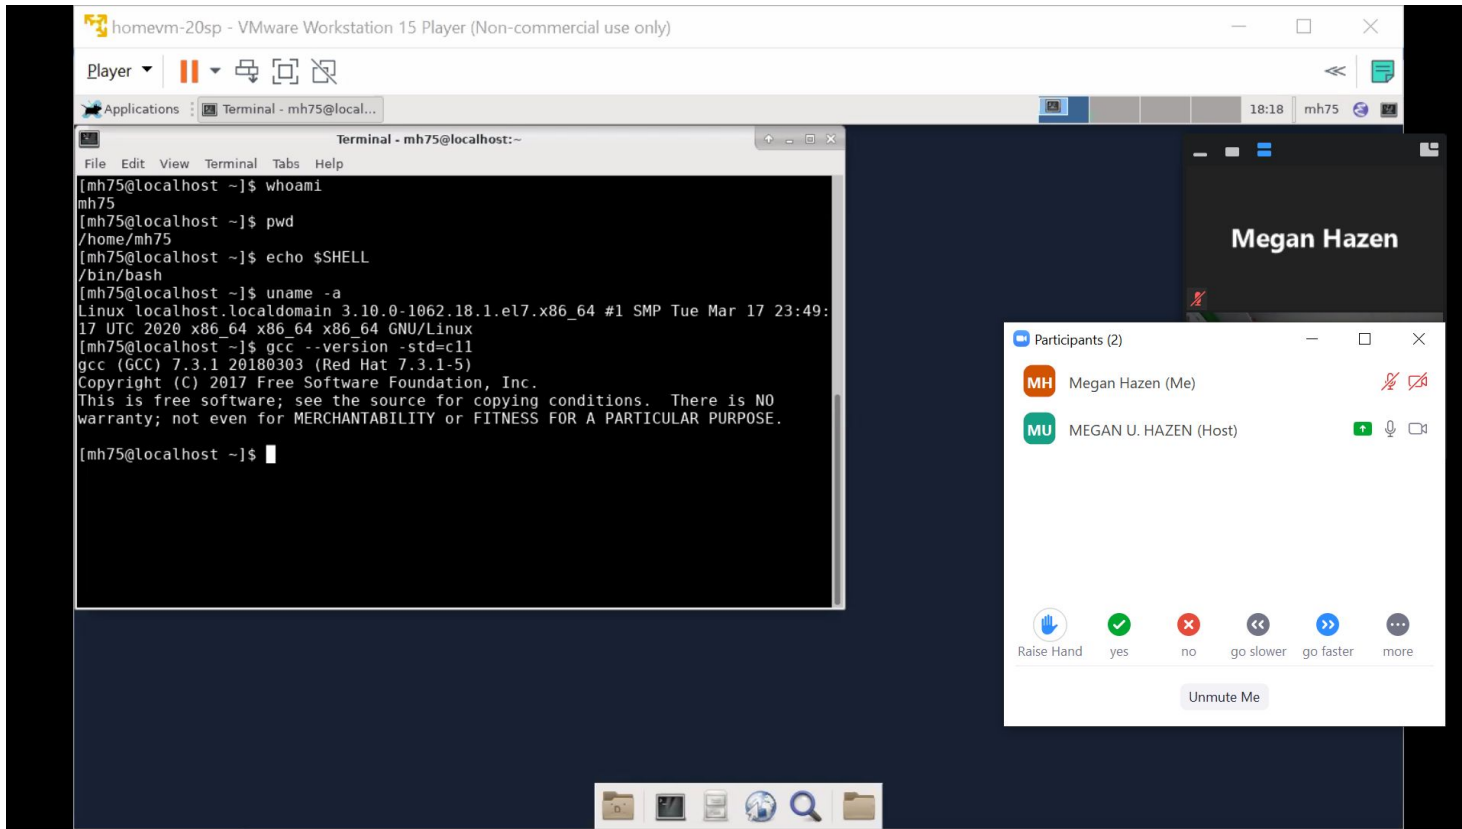 homevm-20sp - VMware Workstation 15 Player (Non-commercial use only)
Player
Applications
Terminal - mh75@local...
18:18
mh75
Terminal - mh75@localhost:~
File Edit View Terminal Tabs Help
[mh75@localhost ~]$ whoami
mh75
[mh75@localhost ~]$ pwd
/home/mh75
[mh75@localhost ~]$ echo $SHELL
/bin/bash
[mh75@localhost ~]$ uname -a
Linux localhost.localdomain 3.10.0-1062.18.1.el7.x86_64 #1 SMP Tue Mar 17 23:49:
17 UTC 2020 x86_64 x86_64 x86_64 GNU/Linux
[mh75@localhost ~]$ gcc --version -std=c11
gcc (GCC) 7.3.1 20180303 (Red Hat 7.3.1-5)
Copyright (C) 2017 Free Software Foundation, Inc.
This is free software; see the source for copying conditions.  There is NO
warranty; not even for MERCHANTABILITY or FITNESS FOR A PARTICULAR PURPOSE.
[mh75@localhost ~]$
Megan Hazen
Participants (2)
MH Megan Hazen (Me)
MU MEGAN U. HAZEN (Host)
Raise Hand yes no go slower go faster more
Unmute Me